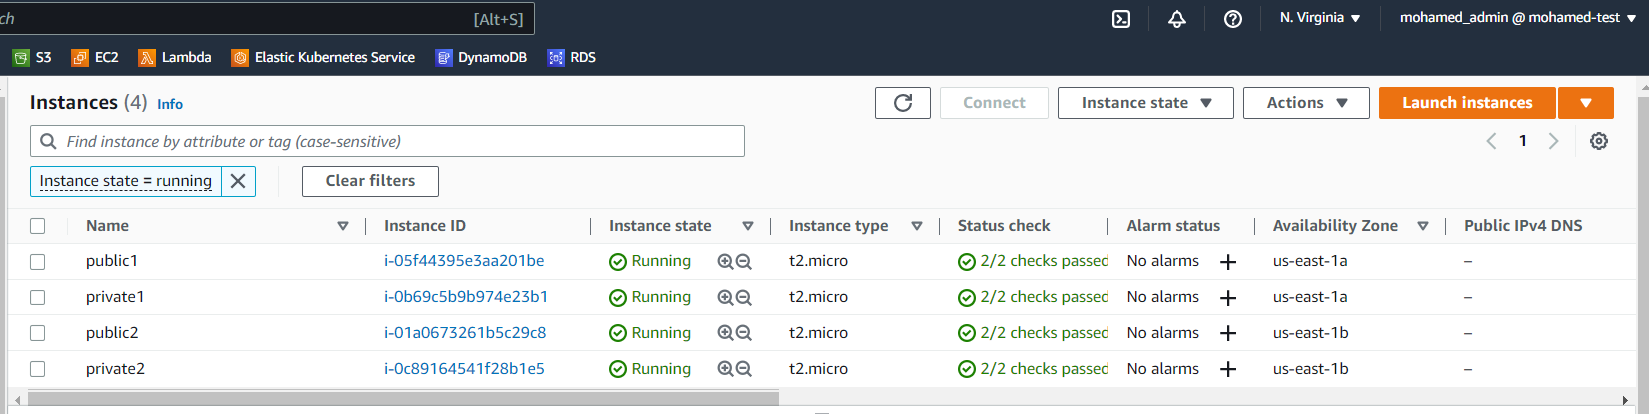 ch [Alt+S] N. Virginia mohamed_admin @ mohamed-test
S3 EC2 Lambda Elastic Kubernetes Service DynamoDB RDS
Instances (4) Info Connect Instance state Actions Launch instances
Find instance by attribute or tag (case-sensitive) 1
Instance state = running Clear filters
Name Instance ID Instance state Instance type Status check Alarm status Availability Zone Public IPv4 DNS
public1 i-05f44395e3aa201be Running t2.micro 2/2 checks passed No alarms us-east-1a –
private1 i-0b69c5b9b974e23b1 Running t2.micro 2/2 checks passed No alarms us-east-1a –
public2 i-01a0673261b5c29c8 Running t2.micro 2/2 checks passed No alarms us-east-1b –
private2 i-0c89164541f28b1e5 Running t2.micro 2/2 checks passed No alarms us-east-1b –